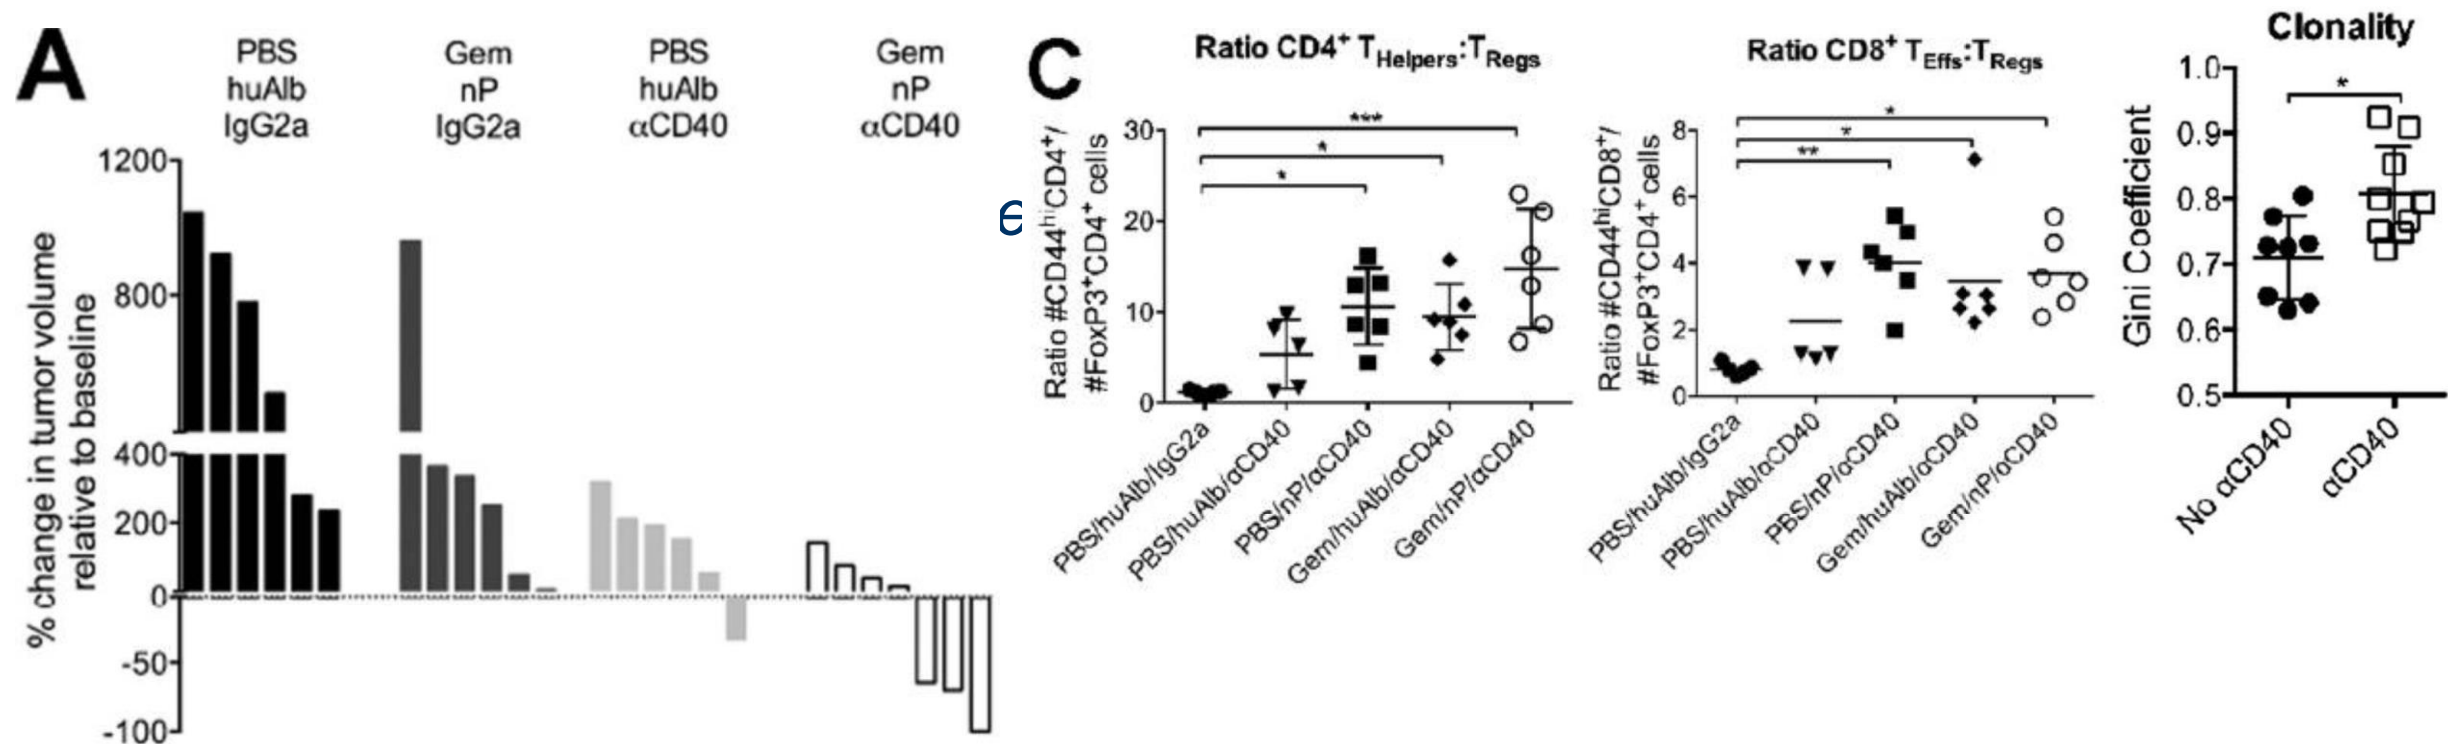 A
PBS
huAlb
IgG2a
Gem
nP
IgG2a
PBS
huAlb
αCD40
Gem
nP
αCD40
% change in tumor volume
relative to baseline
1200
800
400
200
0
-50
-100
e
C
Ratio CD4+ THelpers:TRegs
Ratio #CD44hiCD4+/
#FoxP3+CD4+ cells
30
20
10
0
***
*
*
PBS/huAlb/IgG2a
PBS/huAlb/αCD40
PBS/nP/αCD40
Gem/huAlb/αCD40
Gem/nP/αCD40
Ratio CD8+ TEffs:TRegs
Ratio #CD44hiCD8+/
#FoxP3+CD4+ cells
8
6
4
2
0
*
*
**
PBS/huAlb/IgG2a
PBS/huAlb/αCD40
PBS/nP/αCD40
Gem/huAlb/αCD40
Gem/nP/αCD40
Clonality
Gini Coefficient
1.0
0.9
0.8
0.7
0.6
0.5
*
No αCD40
αCD40